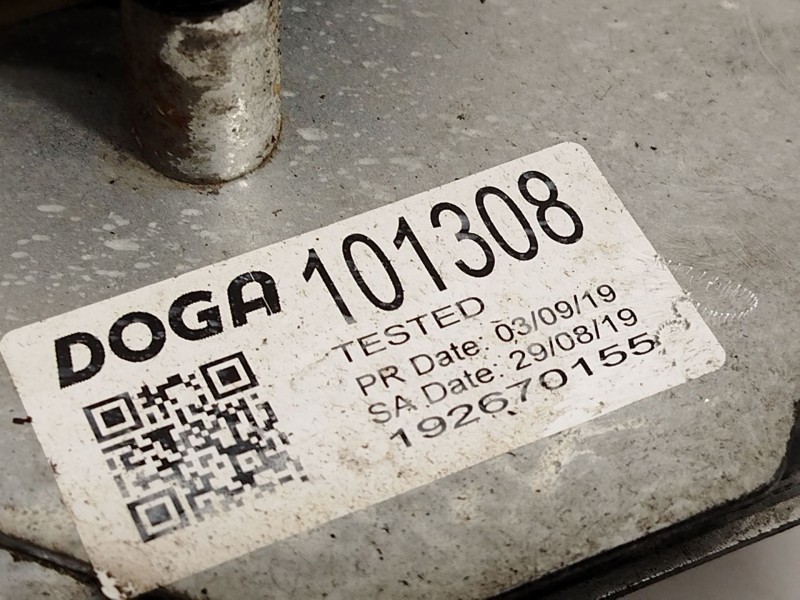 DOGA 101308
TESTED
PR Date: 03/09/19
SA Date: 29/08/19
192670155